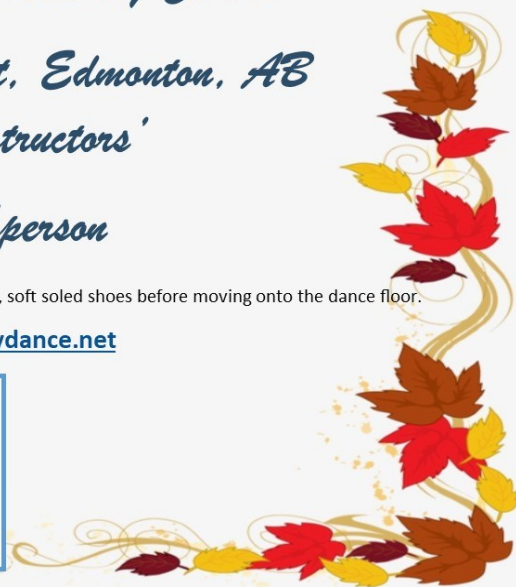 t, Edmonton, AB
tructors'
person
, soft soled shoes before moving onto the dance floor.
ydance.net